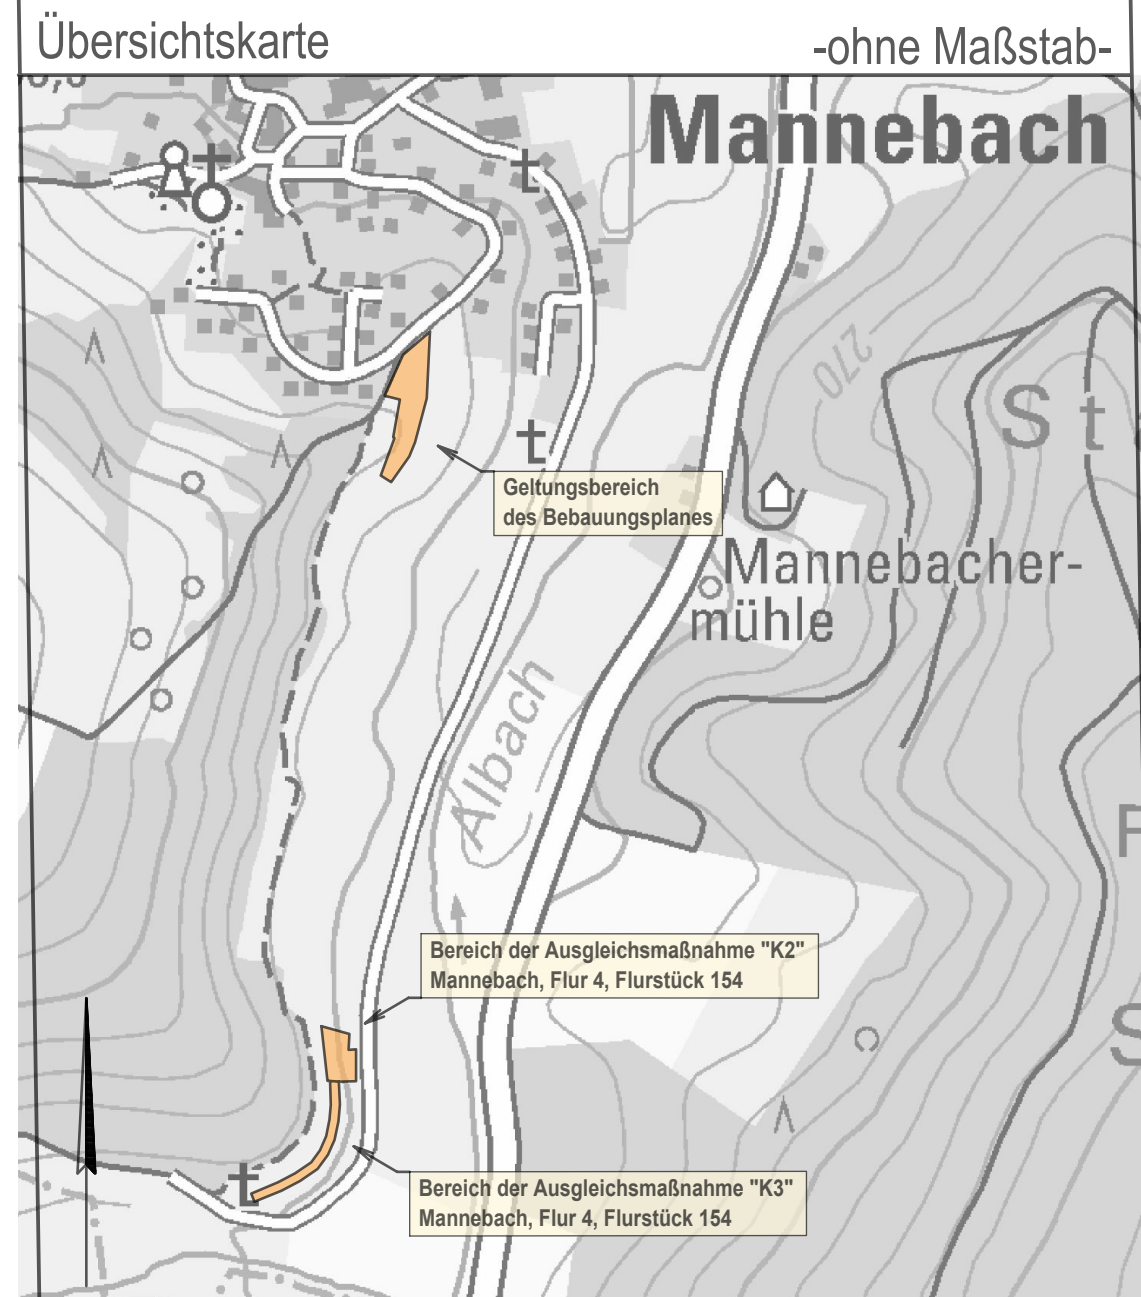 Übersichtskarte
-ohne Maßstab-
Mannebach
270
S t
Geltungsbereich
des Bebauungsplanes
Mannebacher-
mühle
Albach
Bereich der Ausgleichsmaßnahme "K2"
Mannebach, Flur 4, Flurstück 154
S
Bereich der Ausgleichsmaßnahme "K3"
Mannebach, Flur 4, Flurstück 154